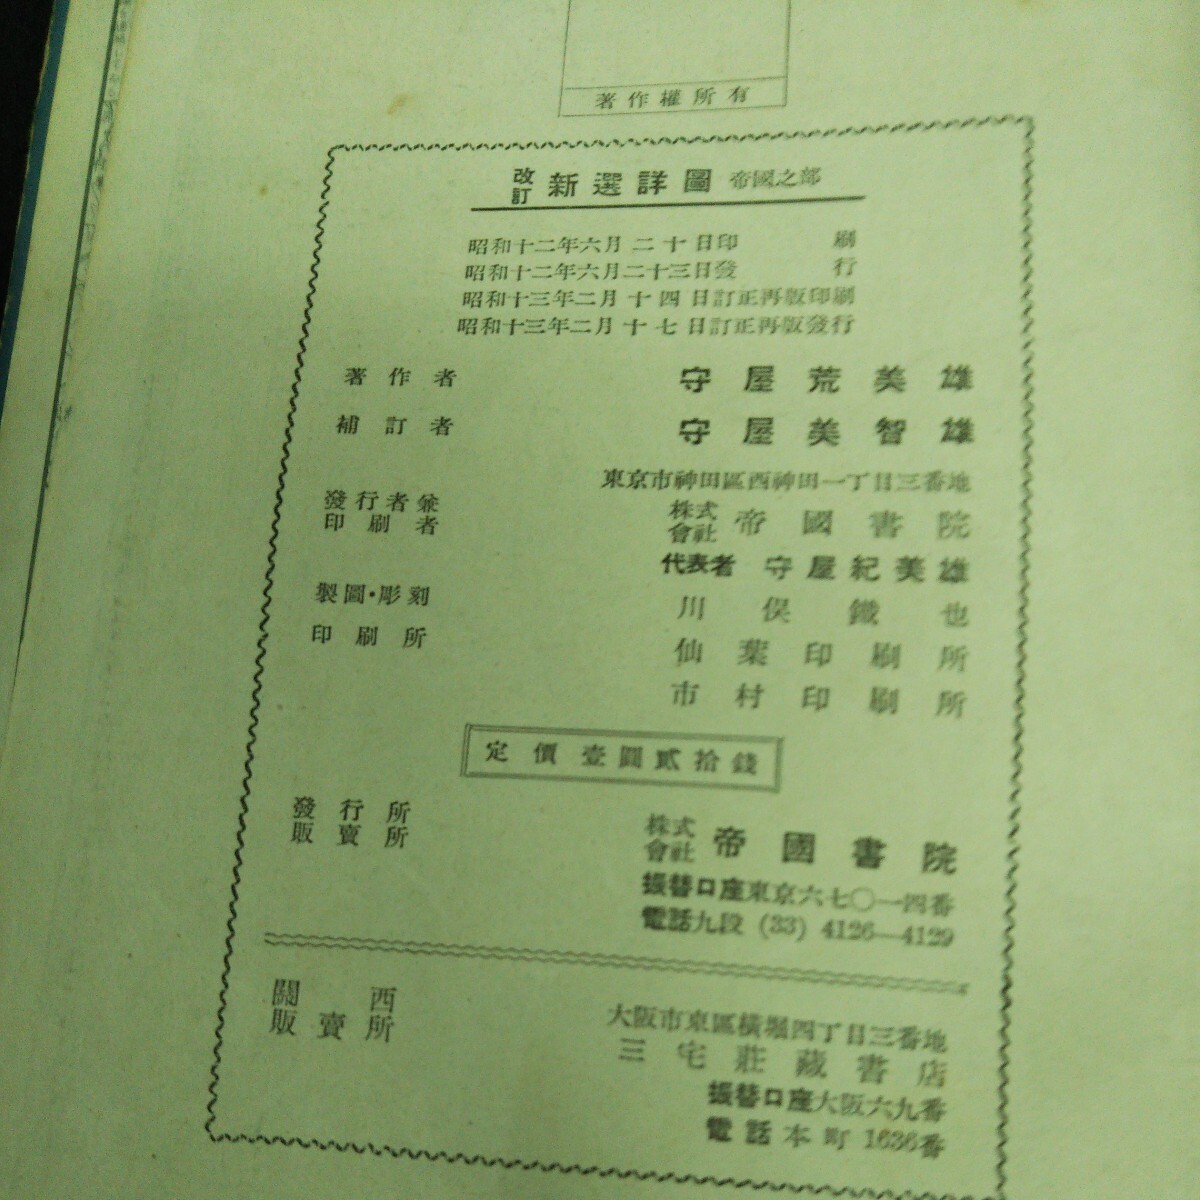 著作權所有
改訂 新選詳圖 帝國之部
昭和十二年六月二十日印刷
昭和十二年六月二十三日發行
昭和十三年二月十四日訂正再版印刷
昭和十三年二月十七日訂正再版發行
著作者 守屋荒美雄
補訂者 守屋美智雄
東京市神田區西神田一丁目三番地
發行者兼印刷者 株式會社 帝國書院
代表者 守屋紀美雄
製圖・彫刻 川俣鐵也
印刷所 仙葉印刷所
市村印刷所
定價壹圓貳拾錢
發行所
販賣所 株式會社 帝國書院
振替口座東京六七〇一四番
電話九段 (33) 4126—4129
關西販賣所 大阪市東區横堀四丁目三番地
三宅莊藏書店
振替口座大阪六九番
電話本町 1636番